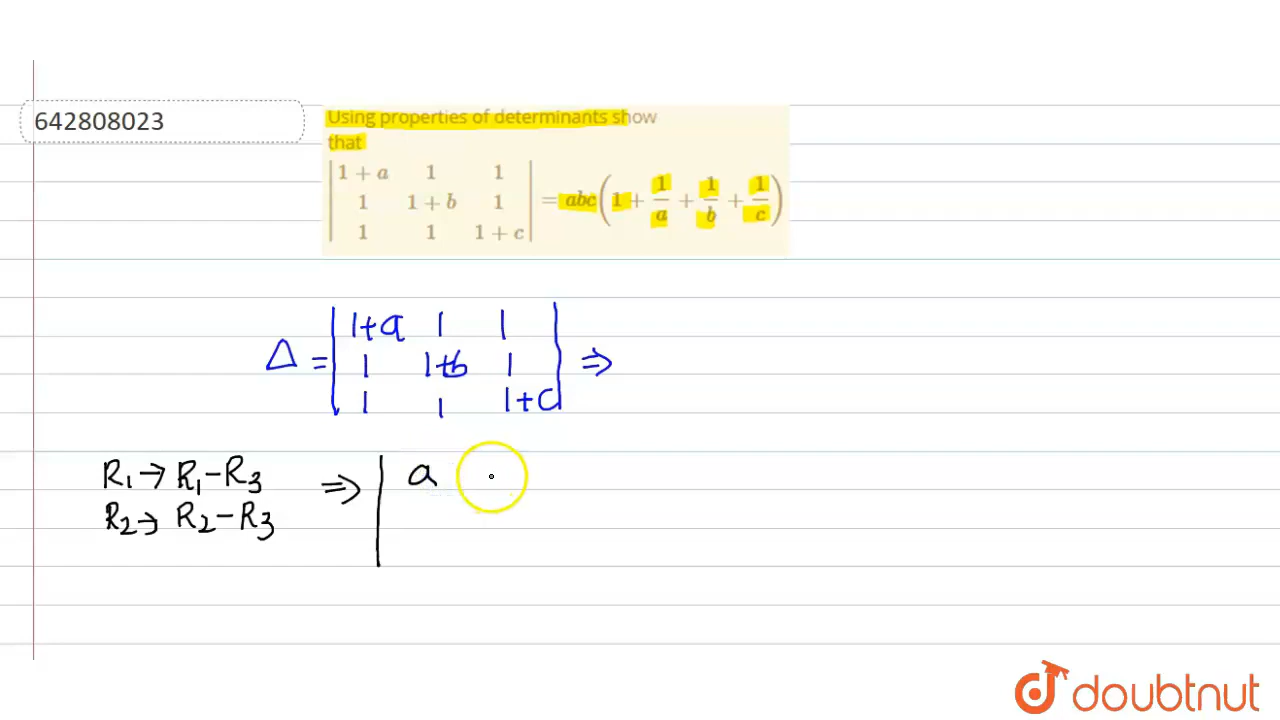 642808023
Using properties of determinants show
that
| 1 + a 1 1 |
| 1 1 + b 1 | = abc(1 + 1/a + 1/b + 1/c)
| 1 1 1 + c |
Δ = | 1+a 1 1 |
| 1 1+b 1 | ⇒
| 1 1 1+c |
R₁ → R₁ - R₃ ⇒ | a
R₂ → R₂ - R₃
doubtnut